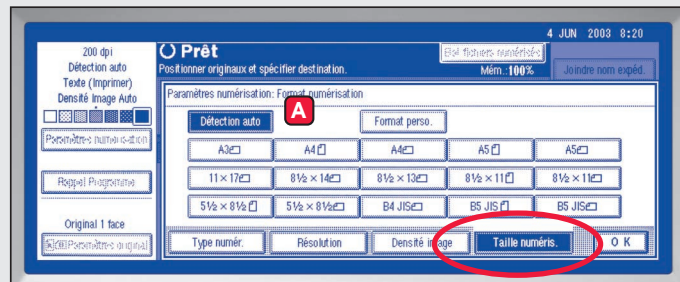 4 JUN 2003 8:20
200 dpi
Détection auto
Texte (Imprimer)
Densité Image Auto
Paramètres numérisation
Rappel Programme
Original 1 face
Paramètres original
Prêt
Positionner originaux et spécifier destination.
Mém.:100%
Joindre nom expéd.
Paramètres numérisation: Format numérisation
Détection auto
A
Format perso.
A3 A4 A4 A5 A5
11×17 8½×14 8½×13 8½×11 8½×11
5½×8½ 5½×8½ B4 JIS B5 JIS B5 JIS
Type numér. Résolution Densité image Taille numéris. OK